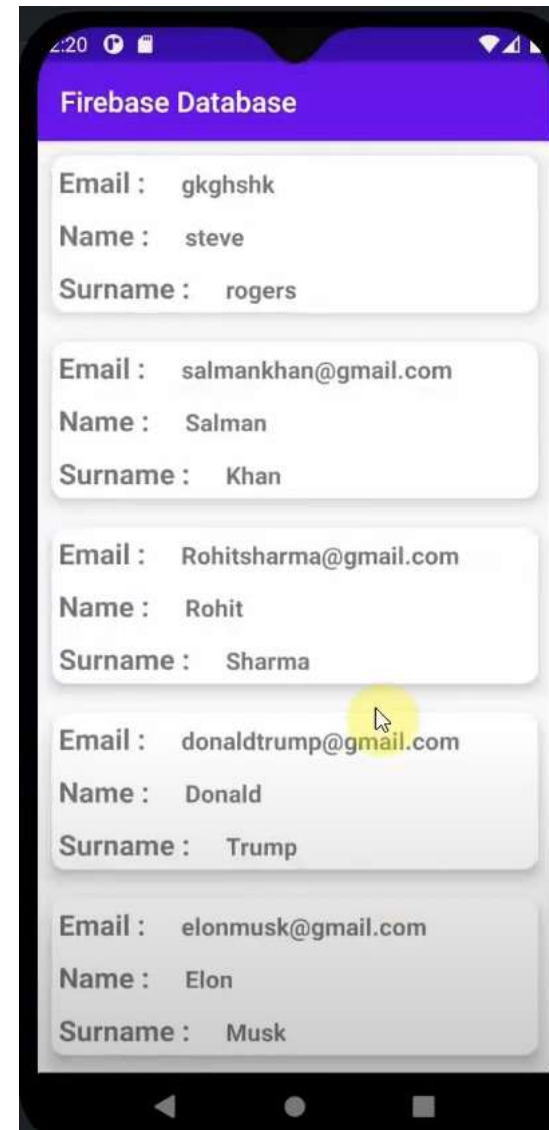 2:20
Firebase Database
Email : gkghshk
Name : steve
Surname : rogers
Email : salmankhan@gmail.com
Name : Salman
Surname : Khan
Email : Rohitsharma@gmail.com
Name : Rohit
Surname : Sharma
Email : donaldtrump@gmail.com
Name : Donald
Surname : Trump
Email : elonmusk@gmail.com
Name : Elon
Surname : Musk